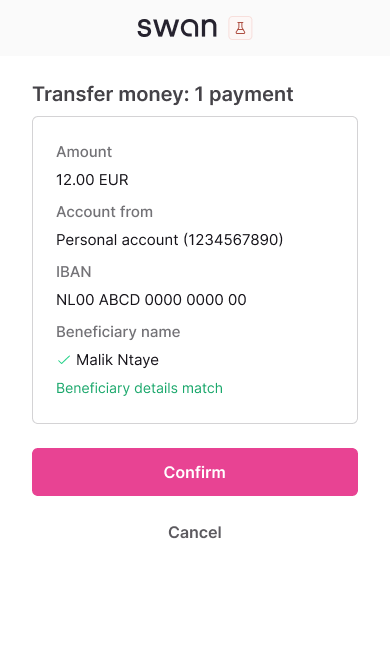 swan
Transfer money: 1 payment
Amount
12.00 EUR
Account from
Personal account (1234567890)
IBAN
NL00 ABCD 0000 0000 00
Beneficiary name
Malik Ntaye
Beneficiary details match
Confirm
Cancel